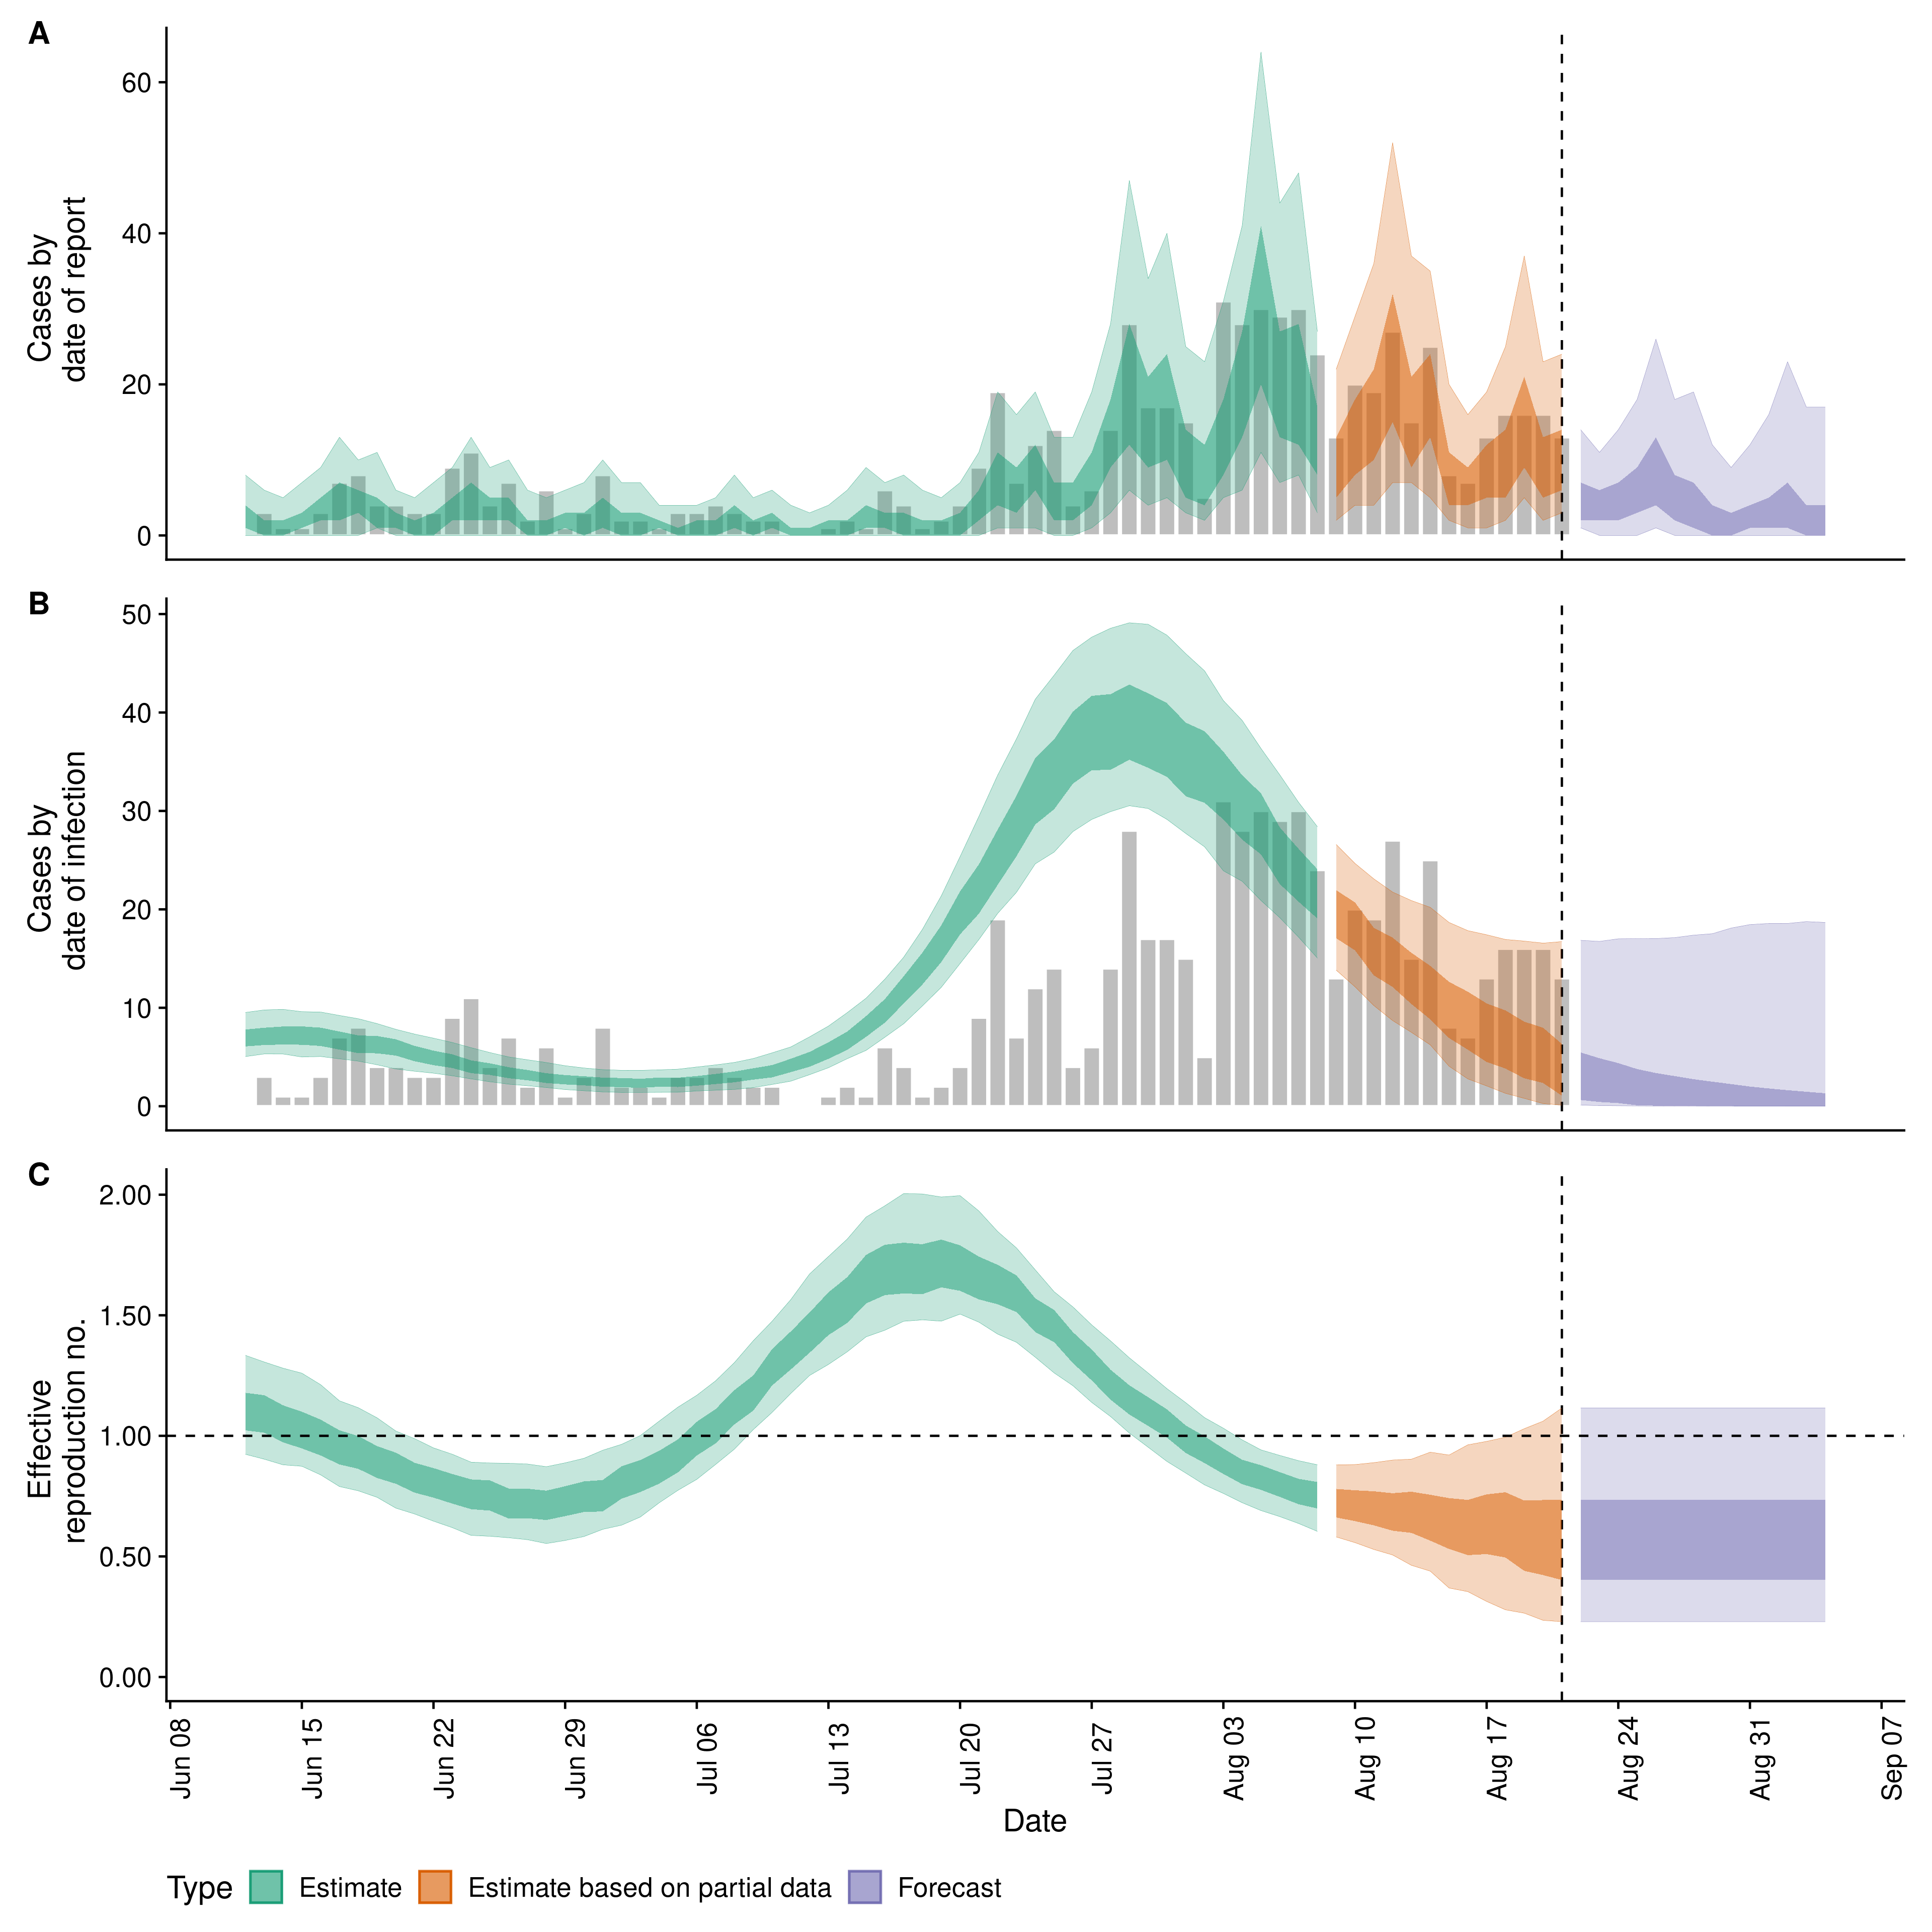 A
Cases by
date of report
60
40
20
0
B
Cases by
date of infection
50
40
30
20
10
0
C
Effective
reproduction no.
2.00
1.50
1.00
0.50
0.00
Jun 08
Jun 15
Jun 22
Jun 29
Jul 06
Jul 13
Jul 20
Jul 27
Aug 03
Aug 10
Aug 17
Aug 24
Aug 31
Sep 07
Date
Type
Estimate
Estimate based on partial data
Forecast